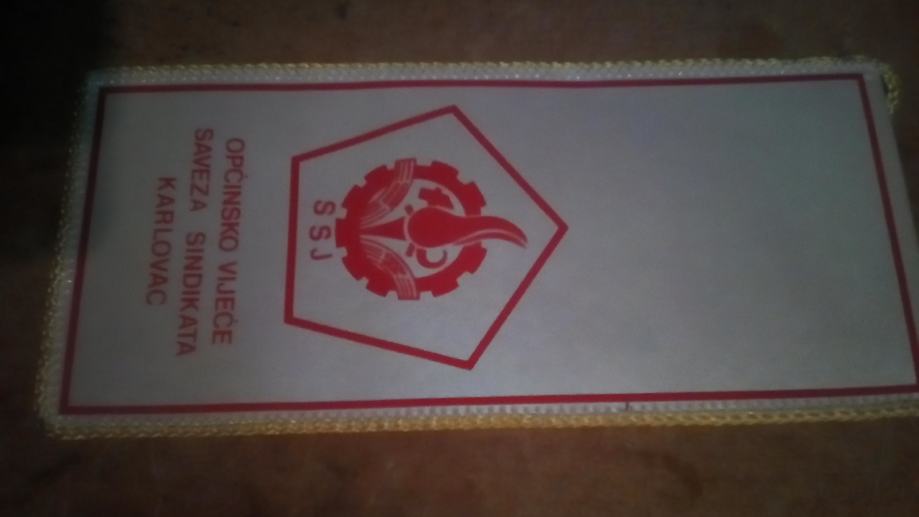 SSJ
OPĆINSKO VIJEĆE
SAVEZA SINDIKATA
KARLOVAC